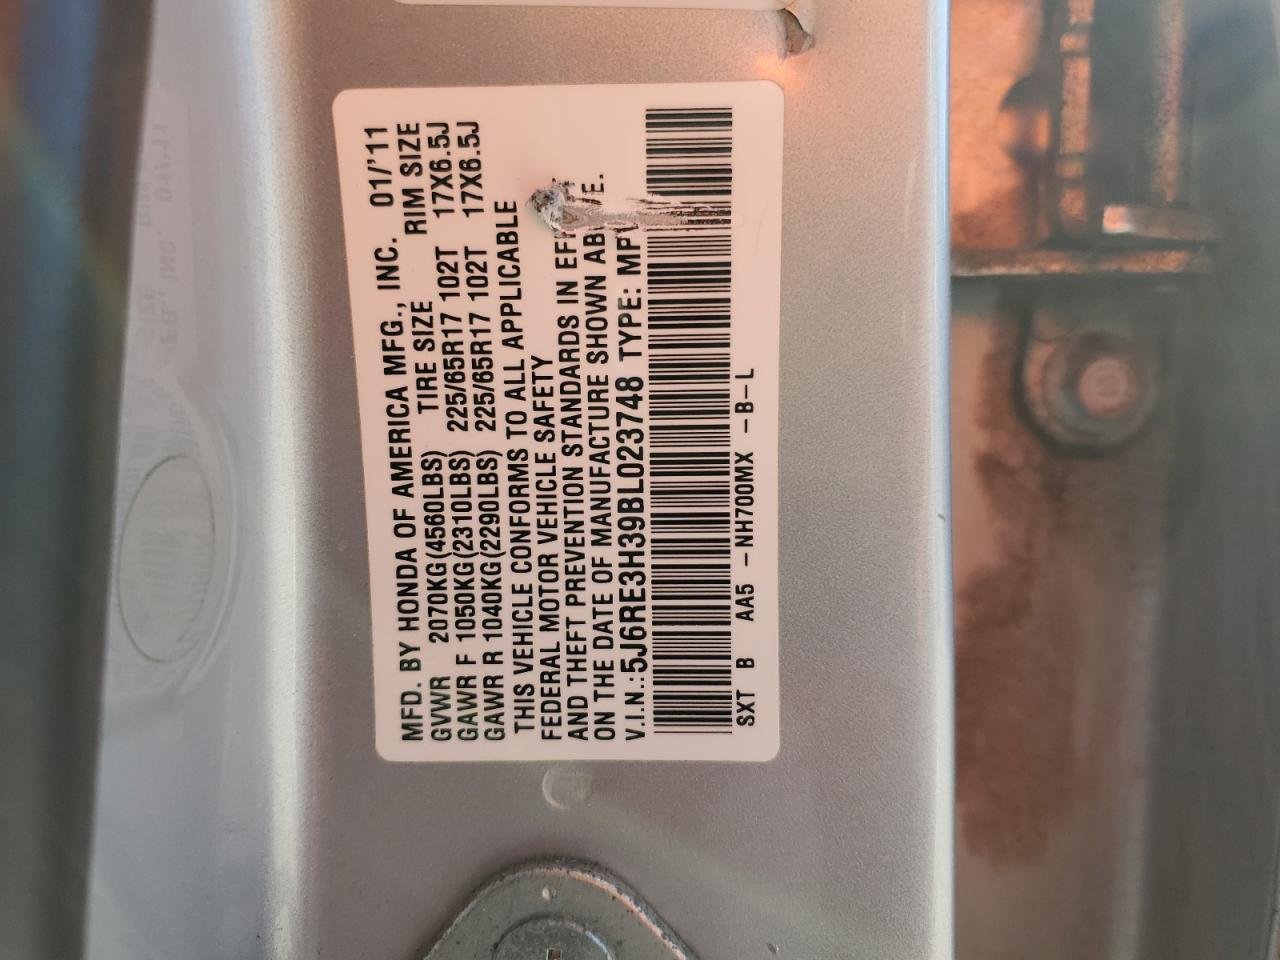 MFD. BY HONDA OF AMERICA MFG., INC. 01/'11
GVWR 2070KG(4560LBS) TIRE SIZE RIM SIZE
GAWR F 1050KG(2310LBS) 225/65R17 102T 17X6.5J
GAWR R 1040KG(2290LBS) 225/65R17 102T 17X6.5J
THIS VEHICLE CONFORMS TO ALL APPLICABLE
FEDERAL MOTOR VEHICLE SAFETY
AND THEFT PREVENTION STANDARDS IN
ON THE DATE OF MANUFACTURE SHOWN
V.I.N.: 5J6RE3H39BL023748 TYPE:
SXT B AA5 -NH700MX -B-L